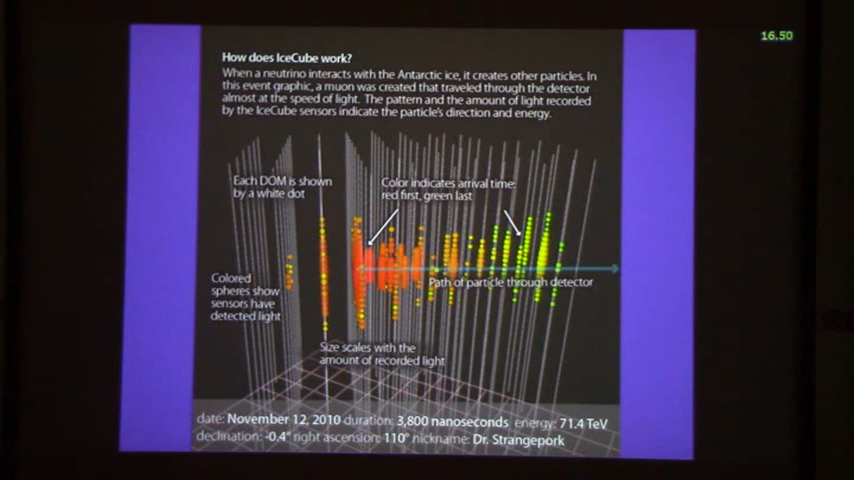 16.50
How does IceCube work?
When a neutrino interacts with the Antarctic ice, it creates other particles. In
this event graphic, a muon was created that traveled through the detector
almost at the speed of light. The pattern and the amount of light recorded
by the IceCube sensors indicate the particle's direction and energy.
Each DOM is shown
by a white dot
Color indicates arrival time:
red first, green last
Colored
spheres show
sensors have
detected light
Path of particle through detector
Size scales with the
amount of recorded light
date: November 12, 2010 duration: 3,800 nanoseconds energy: 71.4 TeV
declination: -0.4° right ascension: 110° nickname: Dr. Strangepork